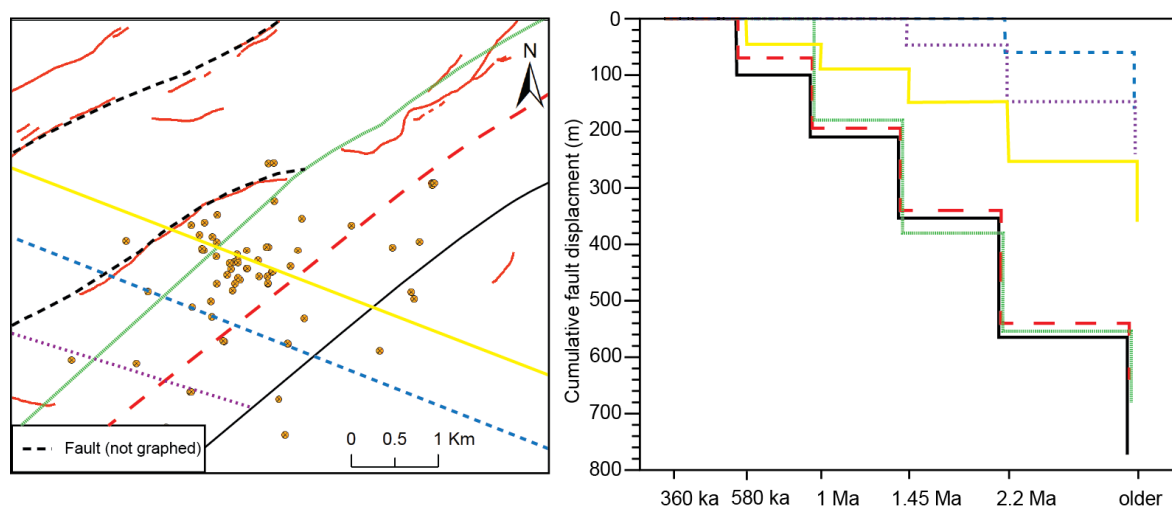 N
Fault (not graphed)
0 0.5 1 Km
Cumulative fault displacment (m)
0
100
200
300
400
500
600
700
800
360 ka 580 ka 1 Ma 1.45 Ma 2.2 Ma older